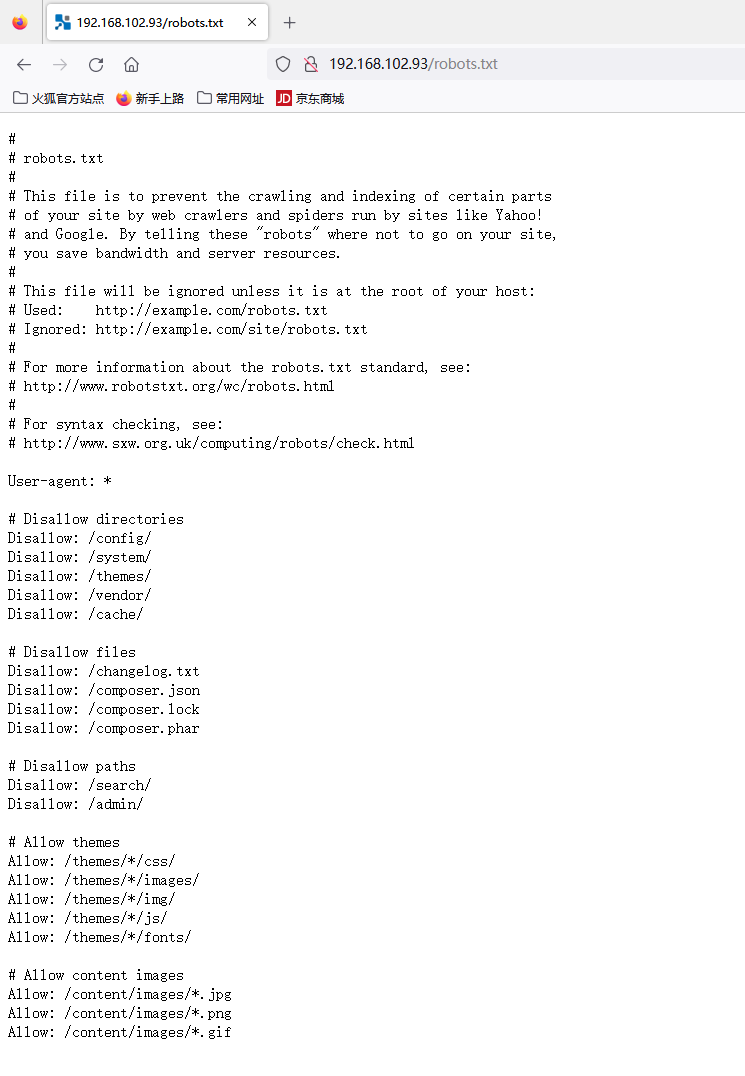 192.168.102.93/robots.txt
192.168.102.93/robots.txt
火狐官方站点 新手上路 常用网址 JD 京东商城
#
# robots.txt
#
# This file is to prevent the crawling and indexing of certain parts
# of your site by web crawlers and spiders run by sites like Yahoo!
# and Google. By telling these "robots" where not to go on your site,
# you save bandwidth and server resources.
#
# This file will be ignored unless it is at the root of your host:
# Used:    http://example.com/robots.txt
# Ignored: http://example.com/site/robots.txt
#
# For more information about the robots.txt standard, see:
# http://www.robotstxt.org/wc/robots.html
#
# For syntax checking, see:
# http://www.sxw.org.uk/computing/robots/check.html
User-agent: *
# Disallow directories
Disallow: /config/
Disallow: /system/
Disallow: /themes/
Disallow: /vendor/
Disallow: /cache/
# Disallow files
Disallow: /changelog.txt
Disallow: /composer.json
Disallow: /composer.lock
Disallow: /composer.phar
# Disallow paths
Disallow: /search/
Disallow: /admin/
# Allow themes
Allow: /themes/*/css/
Allow: /themes/*/images/
Allow: /themes/*/img/
Allow: /themes/*/js/
Allow: /themes/*/fonts/
# Allow content images
Allow: /content/images/*.jpg
Allow: /content/images/*.png
Allow: /content/images/*.gif